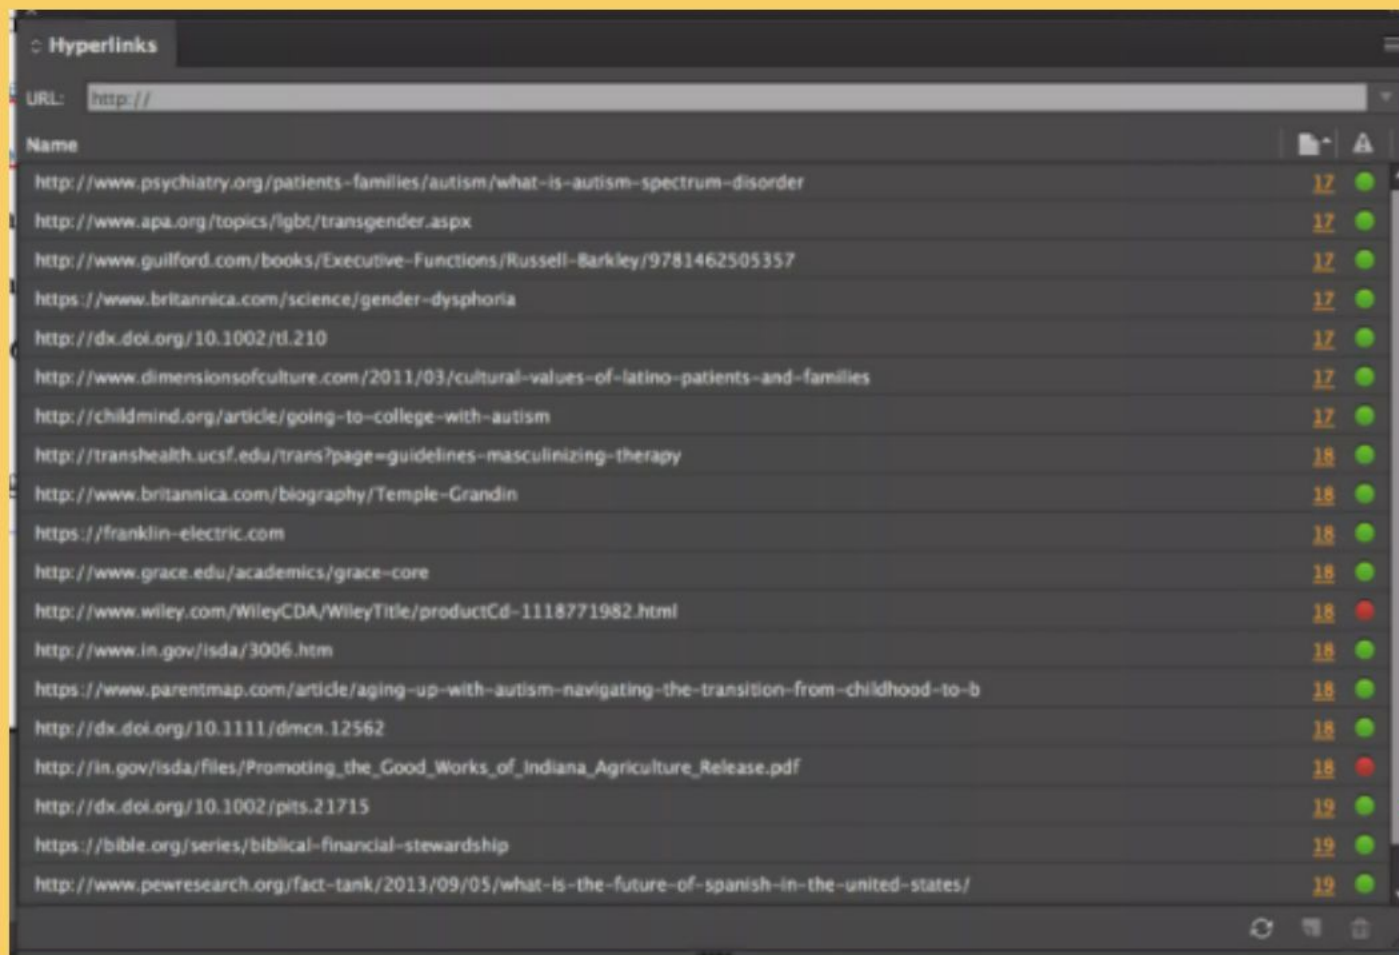 Hyperlinks
URL: http://
Name
http://www.psychiatry.org/patients-families/autism/what-is-autism-spectrum-disorder 17
http://www.apa.org/topics/lgbt/transgender.aspx 17
http://www.guilford.com/books/Executive-Functions/Russell-Barkley/9781462505357 17
https://www.britannica.com/science/gender-dysphoria 17
http://dx.doi.org/10.1002/tl.210 17
http://www.dimensionsofculture.com/2011/03/cultural-values-of-latino-patients-and-families 17
http://childmind.org/article/going-to-college-with-autism 17
http://transhealth.ucsf.edu/trans?page=guidelines-masculinizing-therapy 18
http://www.britannica.com/biography/Temple-Grandin 18
https://franklin-electric.com 18
http://www.grace.edu/academics/grace-core 18
http://www.wiley.com/WileyCDA/WileyTitle/productCd-1118771982.html 18
http://www.in.gov/isda/3006.htm 18
https://www.parentmap.com/article/aging-up-with-autism-navigating-the-transition-from-childhood-to-b 18
http://dx.doi.org/10.1111/dmcn.12562 18
http://in.gov/isda/files/Promoting_the_Good_Works_of_Indiana_Agriculture_Release.pdf 18
http://dx.doi.org/10.1002/pits.21715 19
https://bible.org/series/biblical-financial-stewardship 19
http://www.pewresearch.org/fact-tank/2013/09/05/what-is-the-future-of-spanish-in-the-united-states/ 19